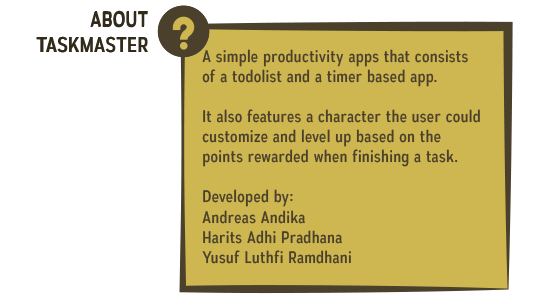 ABOUT
TASKMASTER
?
A simple productivity apps that consists
of a todolist and a timer based app.
It also features a character the user could
customize and level up based on the
points rewarded when finishing a task.
Developed by:
Andreas Andika
Harits Adhi Pradhana
Yusuf Luthfi Ramdhani